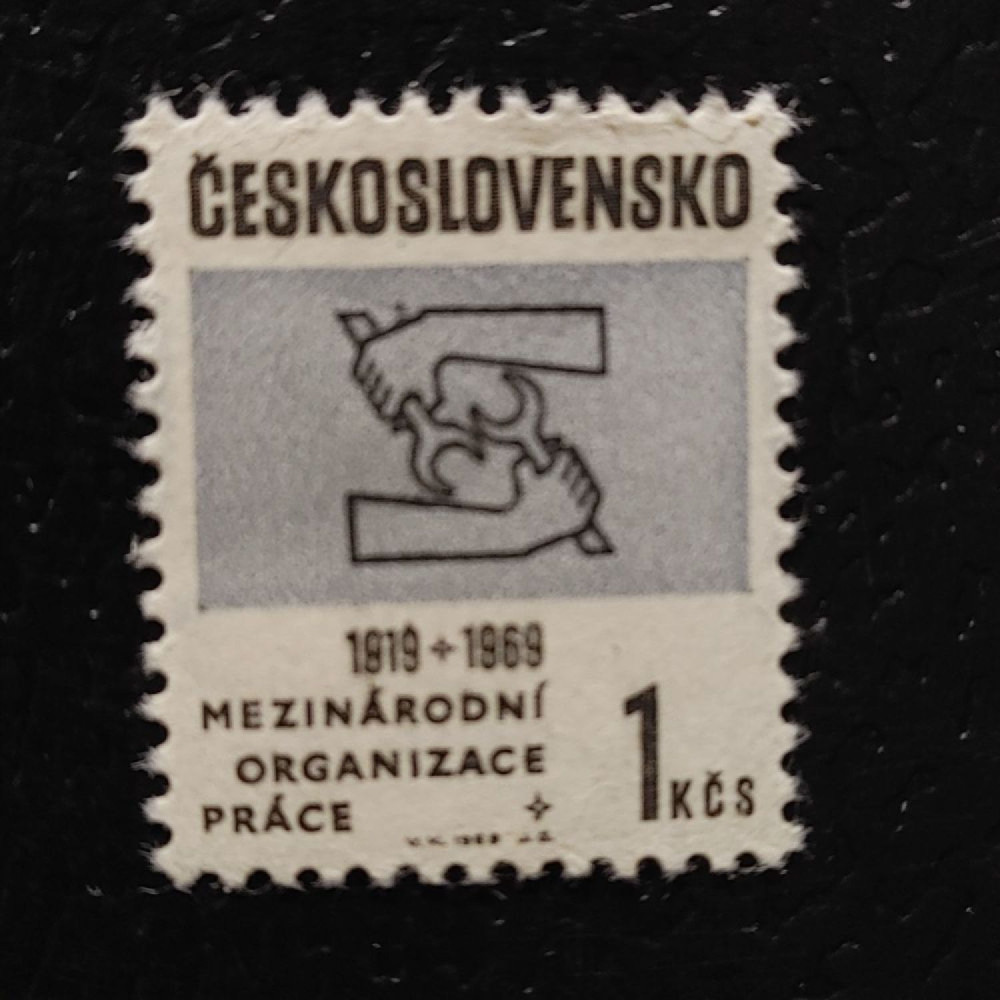 ČESKOSLOVENSKO
1919÷1969
MEZINÁRODNÍ
ORGANIZACE
PRÁCE
1 KČS